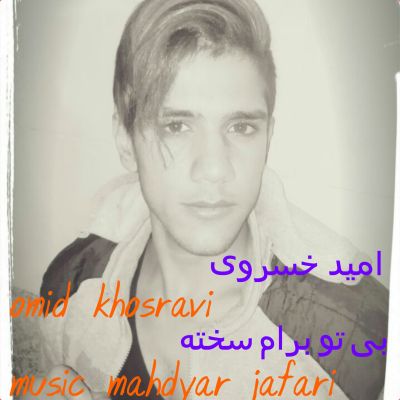 امید خسروی
omid khosravi
بی تو برام سخته
music mahdyar jafari